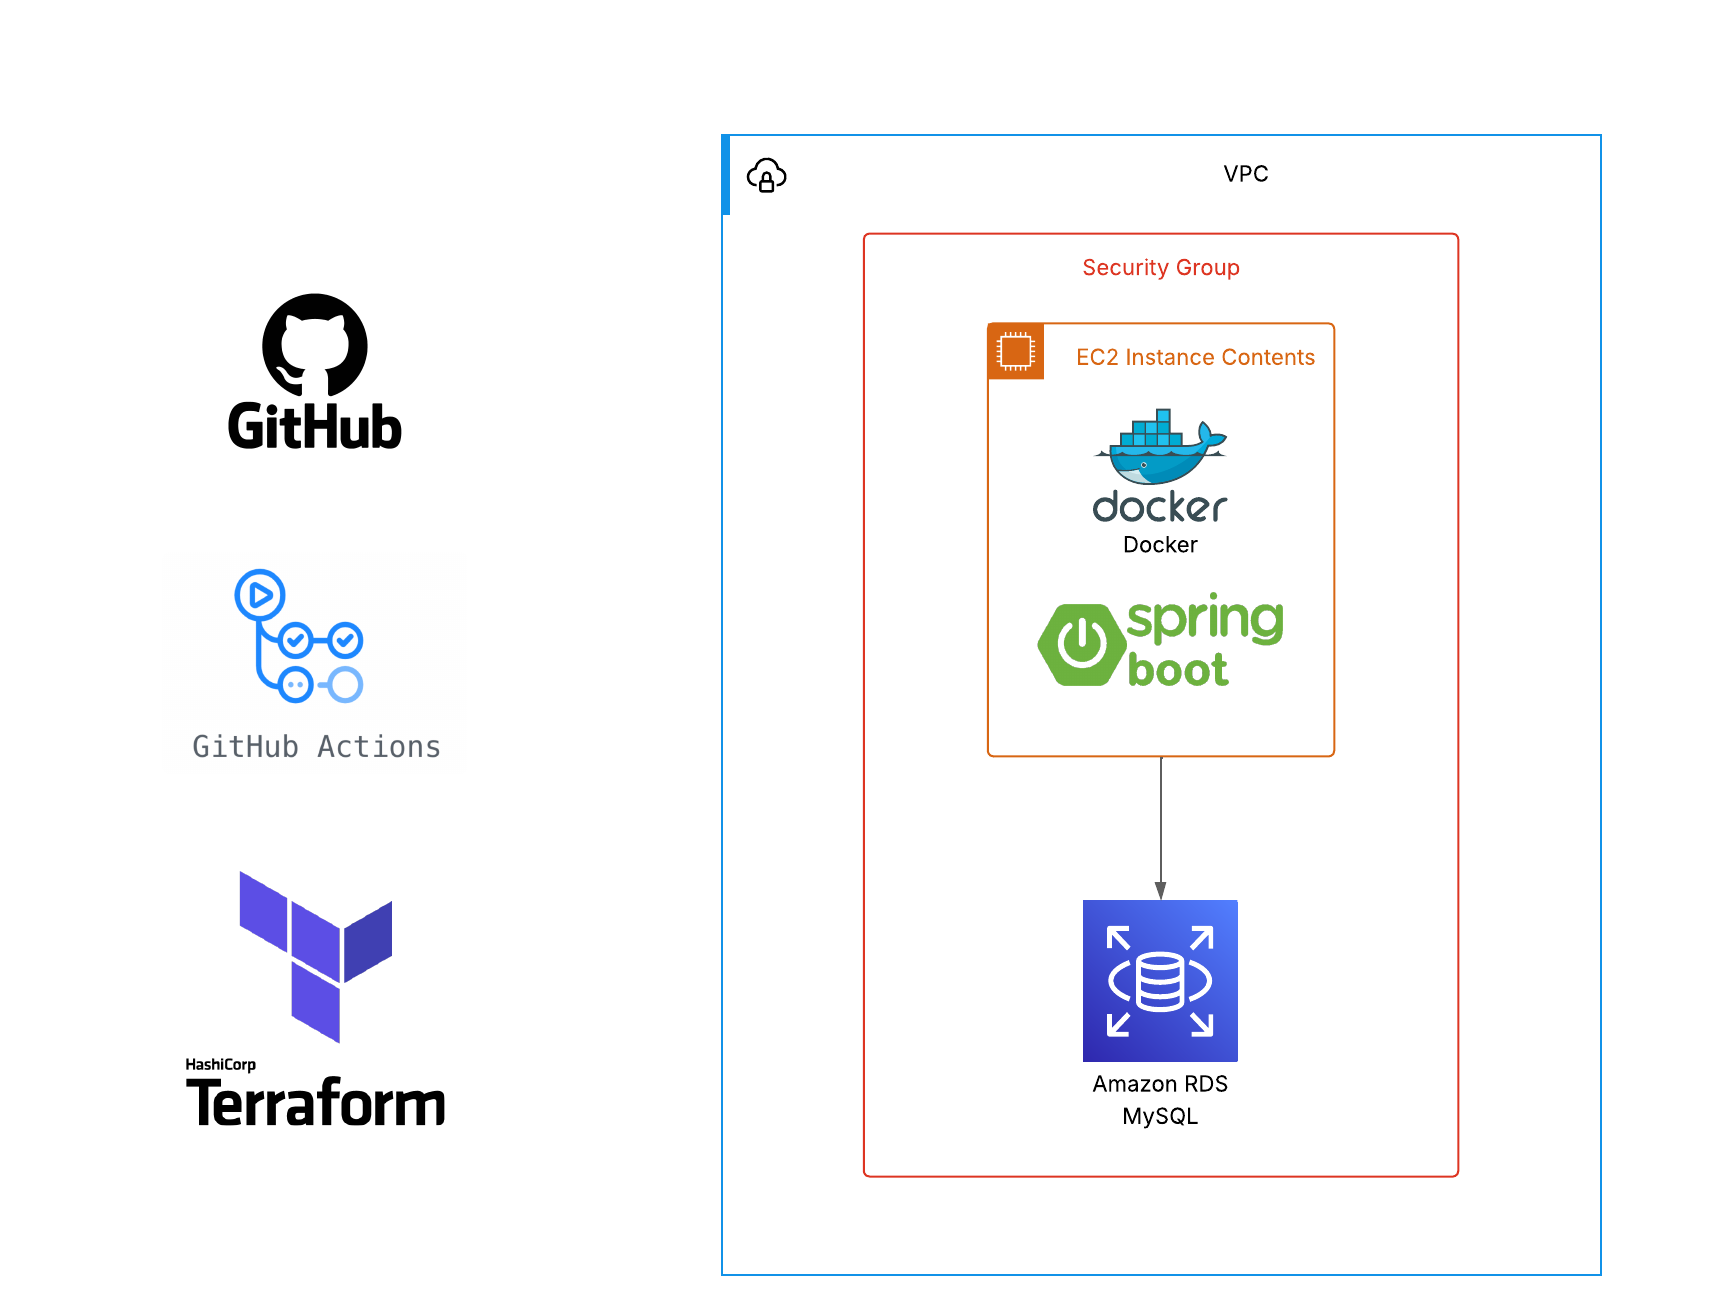 VPC
Security Group
EC2 Instance Contents
docker
Docker
spring
boot
Amazon RDS
MySQL
GitHub
GitHub Actions
HashiCorp
Terraform